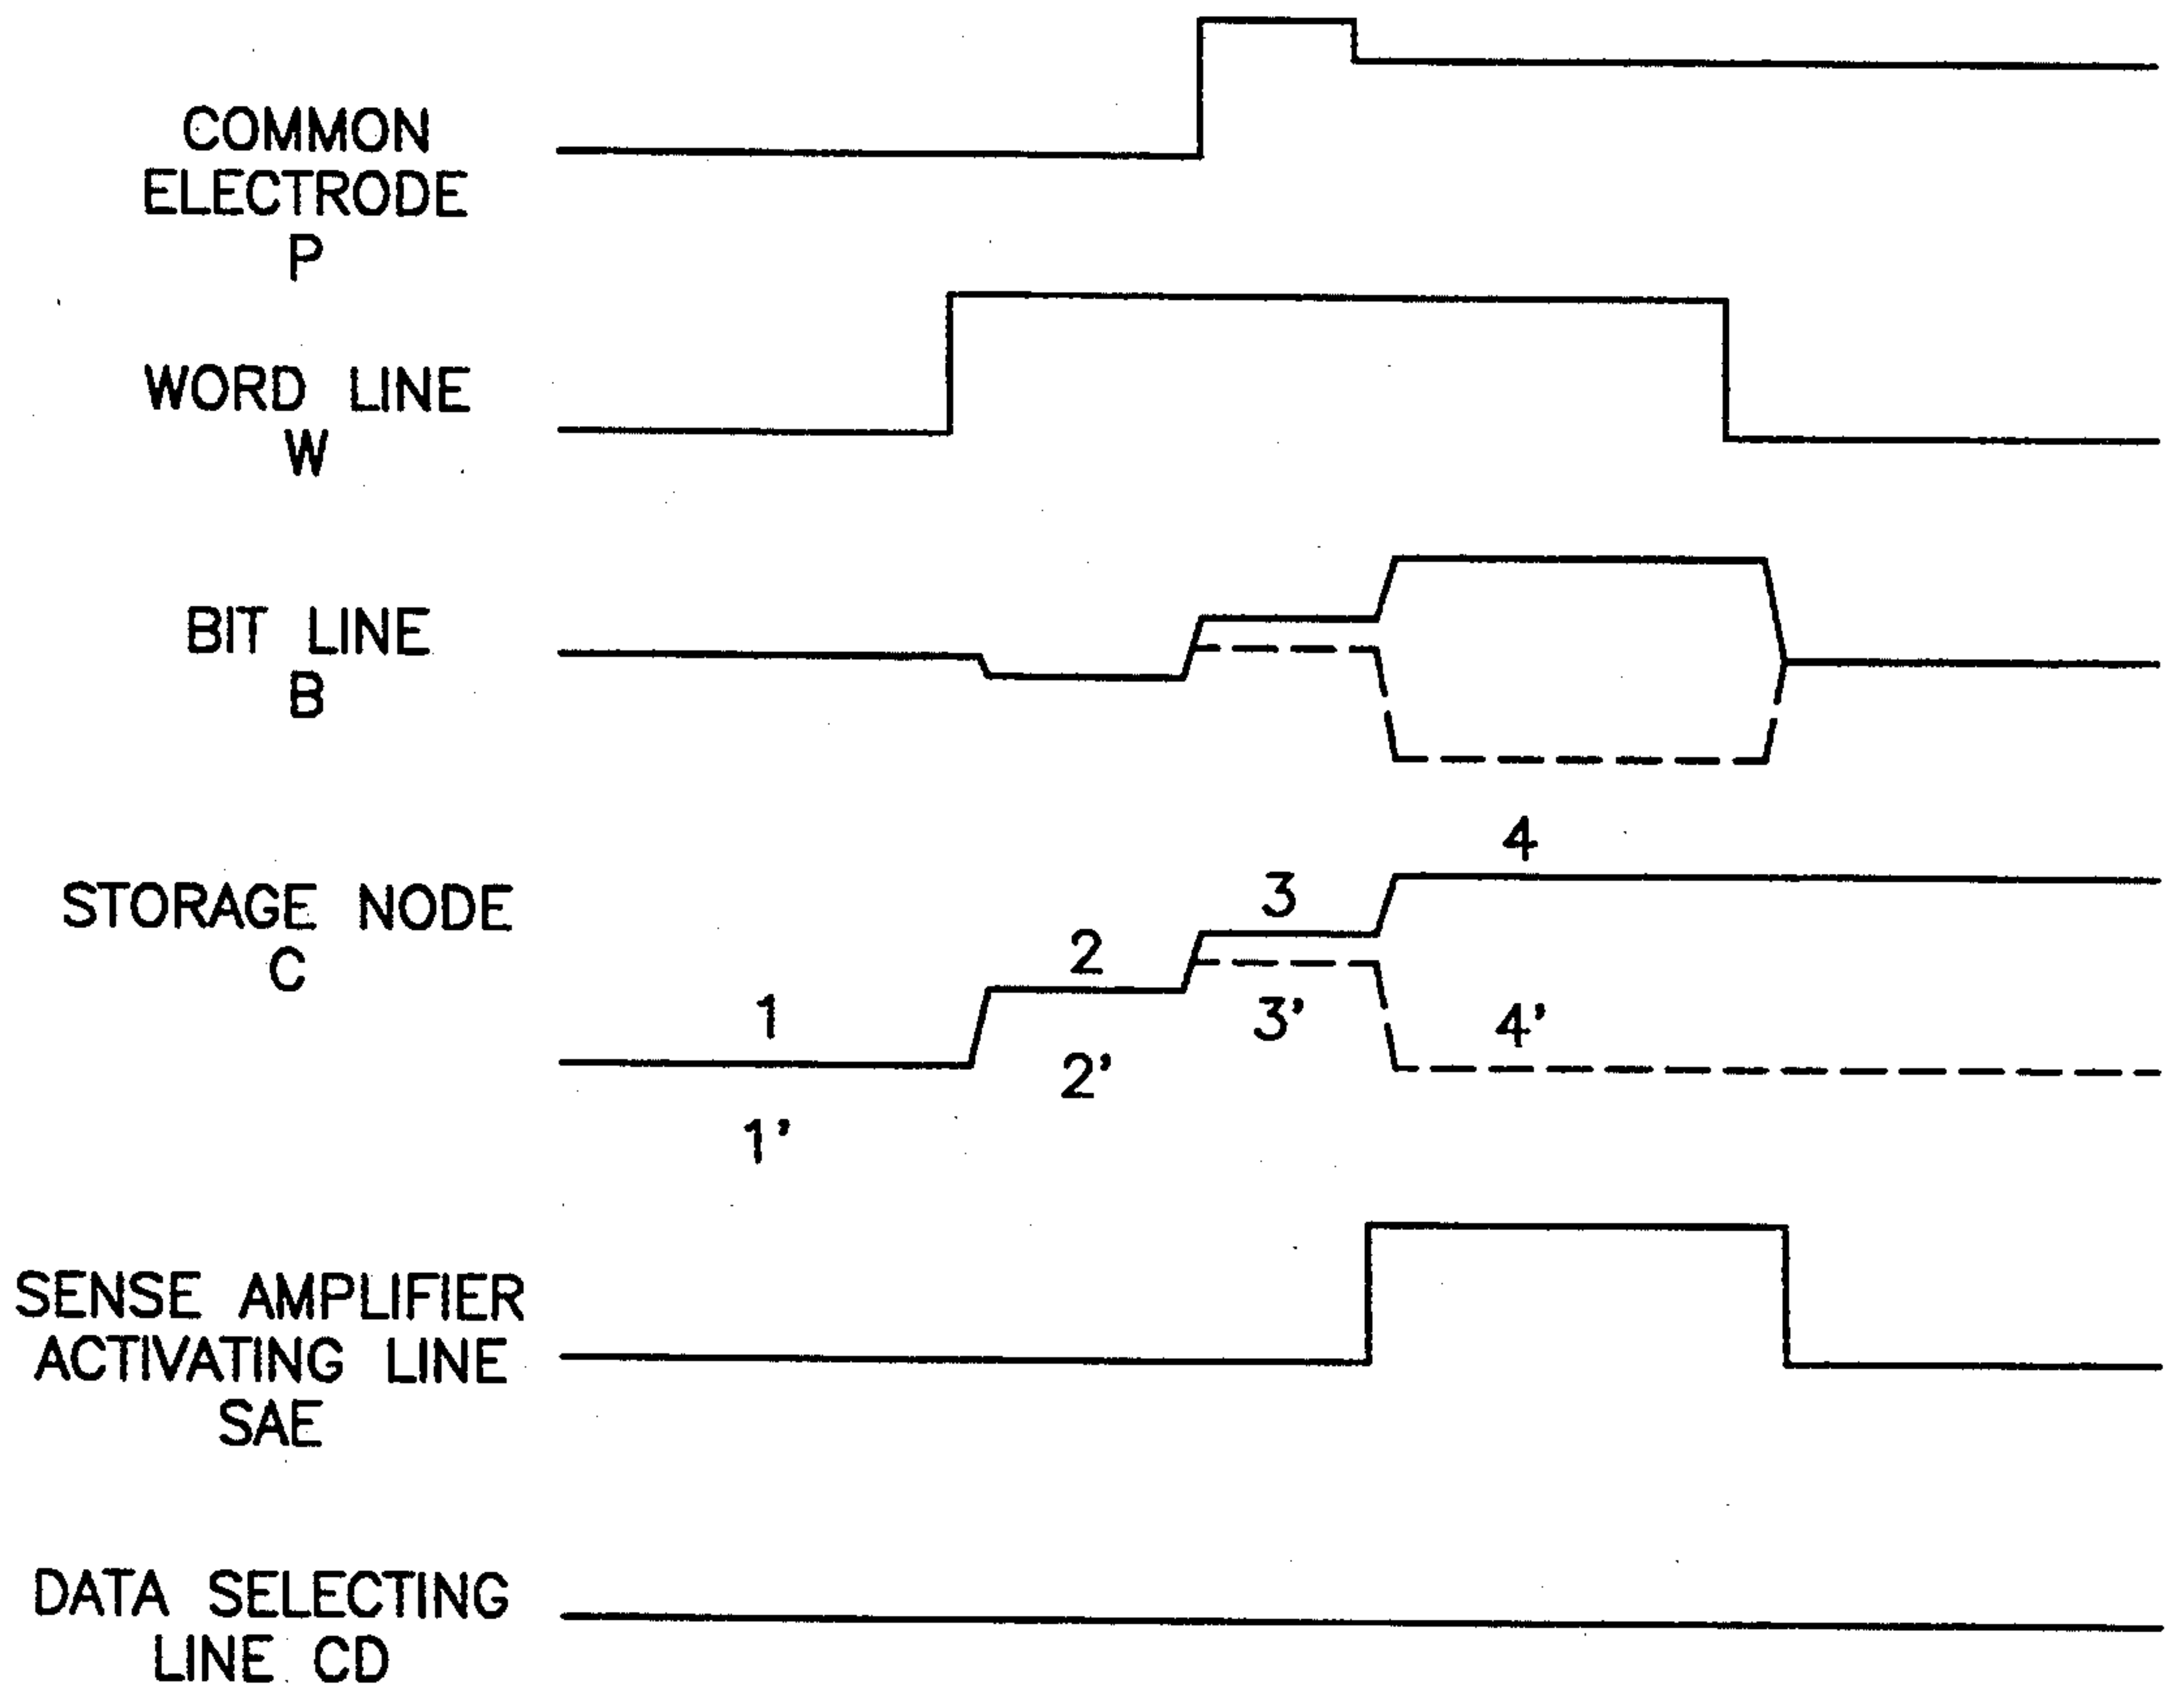 COMMON
ELECTRODE
P
WORD LINE
W
BIT LINE
B
STORAGE NODE
C
1
2
3
4
1'
2'
3'
4'
SENSE AMPLIFIER
ACTIVATING LINE
SAE
DATA SELECTING
LINE CD